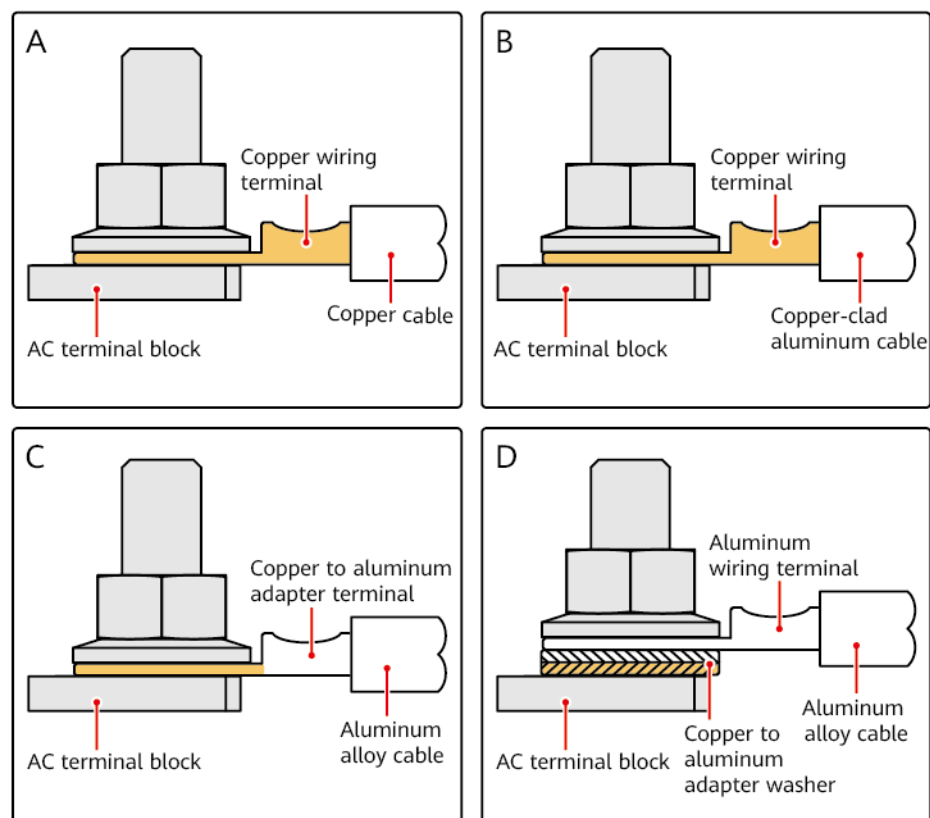 A
Copper wiring
terminal
Copper cable
AC terminal block
B
Copper wiring
terminal
Copper-clad
aluminum cable
AC terminal block
C
Copper to aluminum
adapter terminal
Aluminum
alloy cable
AC terminal block
D
Aluminum
wiring terminal
Aluminum
alloy cable
Copper to
aluminum
adapter washer
AC terminal block